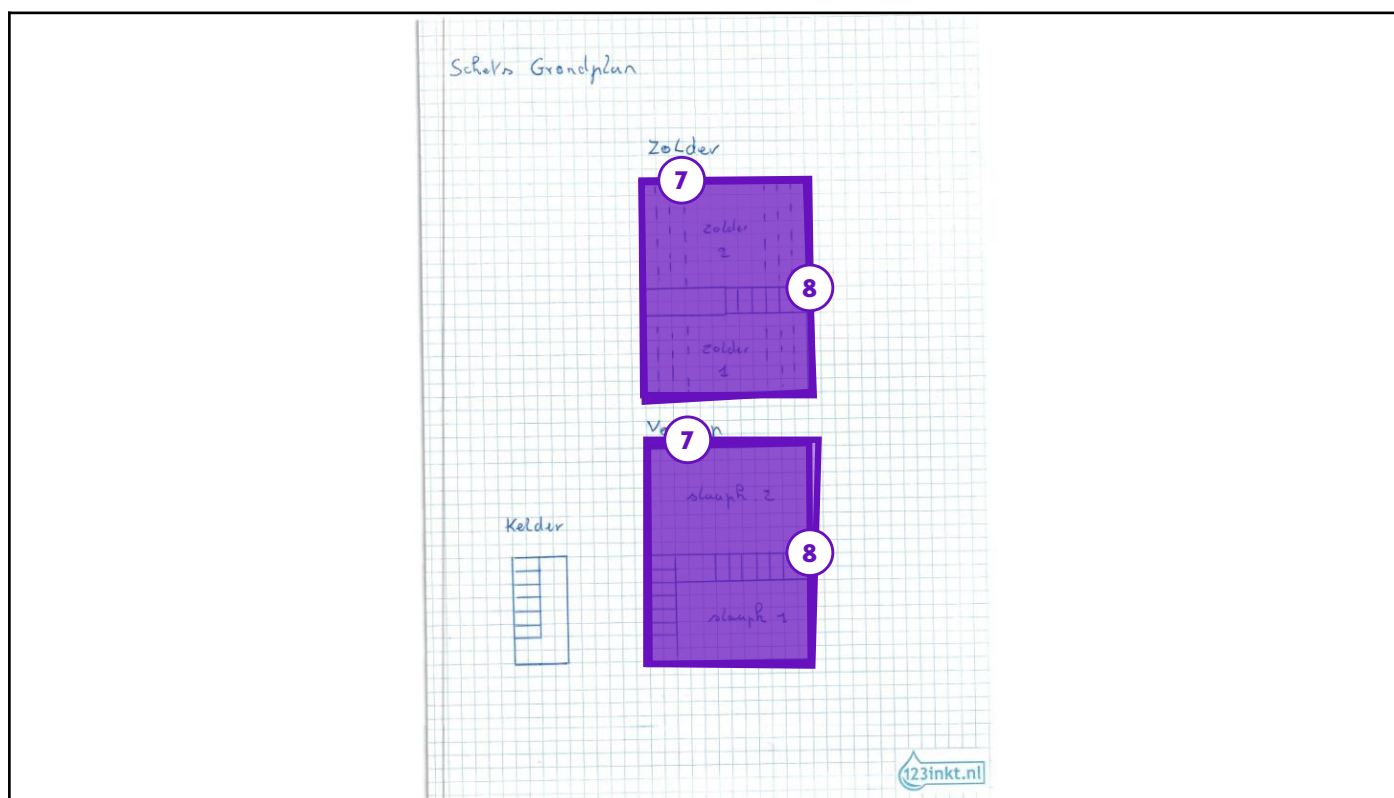 Schets Grondplan
Zolder
7
zolder
2
8
zolder
1
7
slaapk 2
Kelder
8
slaapk 1
123inkt.nl